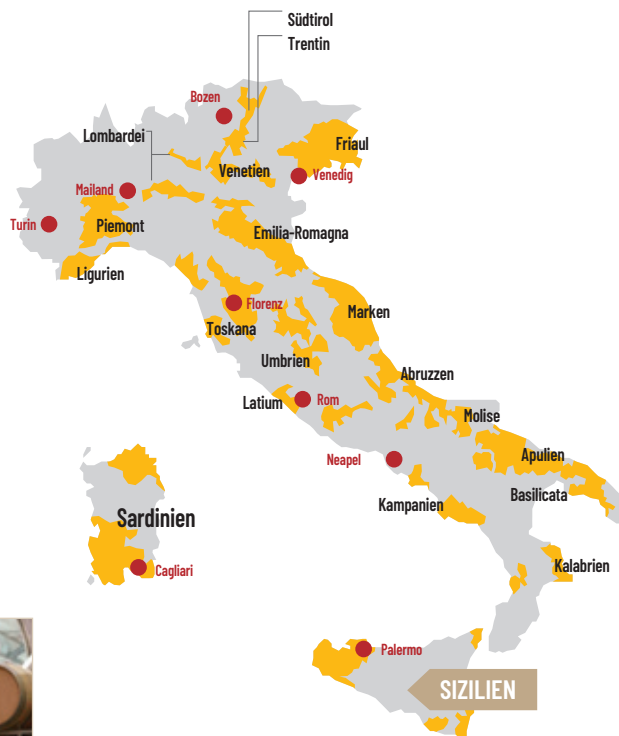 Südtirol
Trentin
Bozen
Lombardei
Friaul
Venetien
Venedig
Mailand
Turin
Piemont
Emilia-Romagna
Ligurien
Florenz
Marken
Toskana
Umbrien
Abruzzen
Latium
Rom
Molise
Neapel
Apulien
Basilicata
Kampanien
Sardinien
Kalabrien
Cagliari
Palermo
SIZILIEN